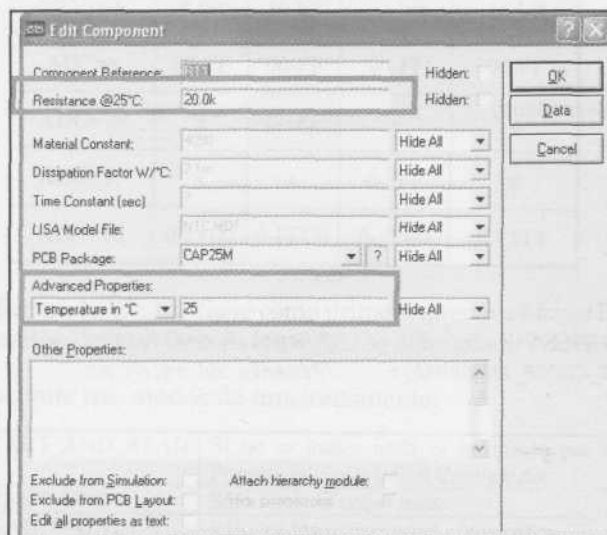 Edit Component
Component Reference: Hidden:
OK
Resistance @25°C: 20.0k Hidden:
Data
Material Constant: Hide All
Cancel
Dissipation Factor W/°C: Hide All
Time Constant (sec) Hide All
LISA Model File: Hide All
PCB Package: CAP25M ? Hide All
Advanced Properties:
Temperature in °C 25 Hide All
Other Properties:
Exclude from Simulation: Attach hierarchy module:
Exclude from PCB Layout:
Edit all properties as text: